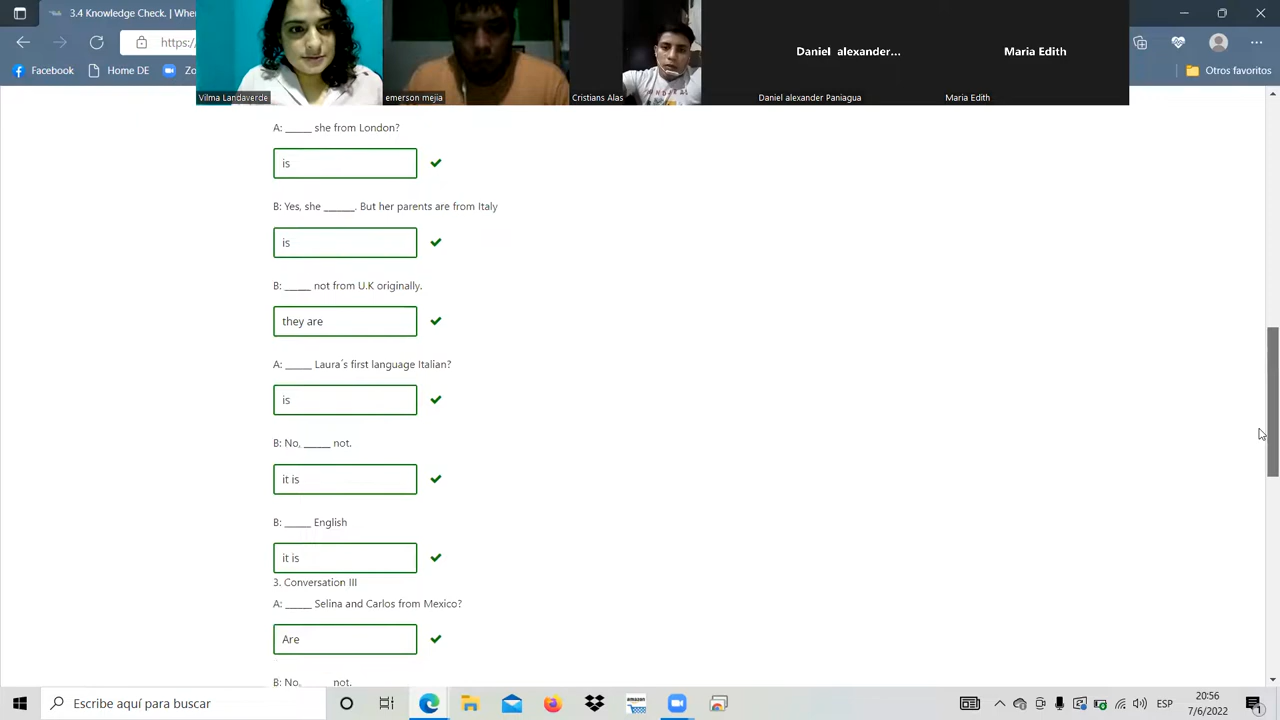 3.4 Knowledge Check.
https:/
Facebook
Home DE
Zo
Otros favoritos
Vilma Landaverde
emerson mejia
Cristians Alas
Daniel alexander...
Daniel alexander Paniagua
Maria Edith
Maria Edith
A: _____ she from London?
is
B: Yes, she ______. But her parents are from Italy
is
B: _____ not from U.K originally.
they are
A: _____ Laura´s first language Italian?
is
B: No, _____ not.
it is
B: _____ English
it is
3. Conversation III
A: _____ Selina and Carlos from Mexico?
Are
B: No, _____ not.
Escribe aquí para buscar
amazon
ESP
20:56
7/6/2022
1